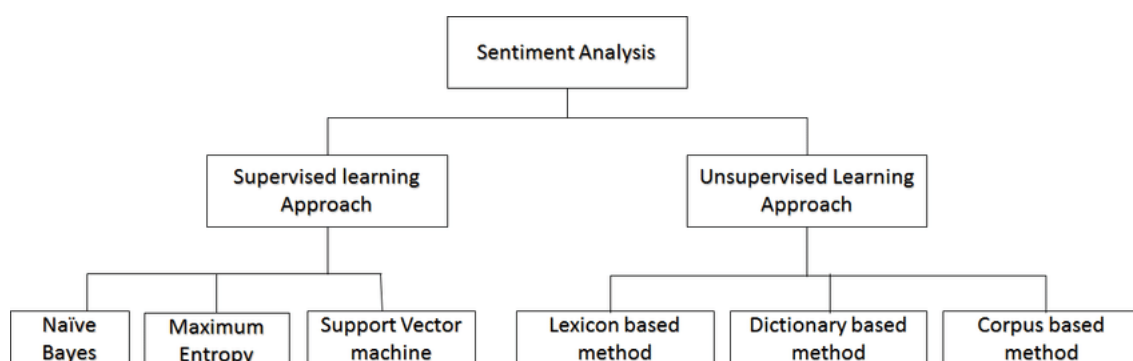 Sentiment Analysis
Supervised learning
Approach
Unsupervised Learning
Approach
Naïve
Bayes
Maximum
Entropy
Support Vector
machine
Lexicon based
method
Dictionary based
method
Corpus based
method